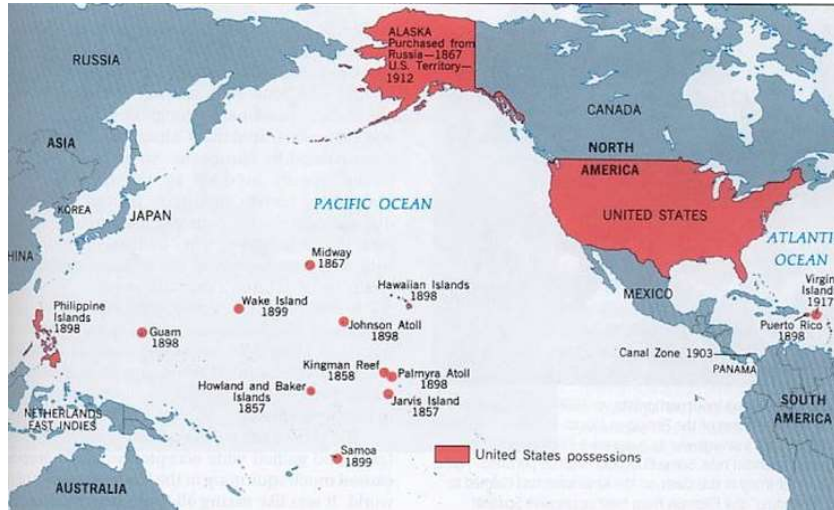 ALASKA
Purchased from
Russia—1867
U.S. Territory—
1912
RUSSIA
CANADA
ASIA
NORTH
AMERICA
KOREA
JAPAN
PACIFIC OCEAN
UNITED STATES
ATLANTI
OCEAN
CHINA
Midway
1867
Hawaiian Islands
1898
MEXICO
Virgin
Islands
1917
Philippine
Islands
1898
Wake Island
1899
Guam
1898
Johnson Atoll
1898
Puerto Rico
1898
Canal Zone 1903
PANAMA
Kingman Reef
1858
Palmyra Atoll
1898
Howland and Baker
Islands
1857
Jarvis Island
1857
NETHERLANDS
EAST INDIES
SOUTH
AMERICA
Samoa
1899
United States possessions
AUSTRALIA